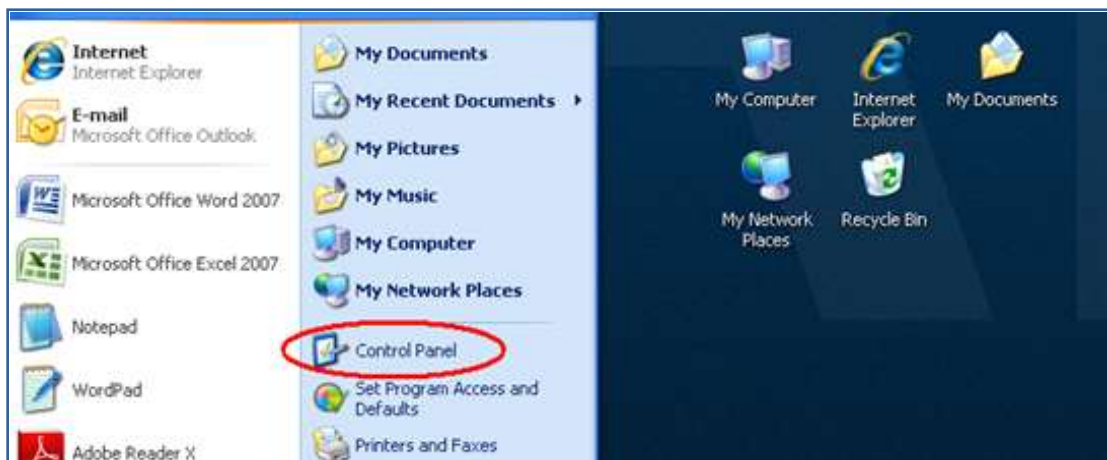 Internet
Internet Explorer
E-mail
Microsoft Office Outlook
Microsoft Office Word 2007
Microsoft Office Excel 2007
Notepad
WordPad
Adobe Reader X
My Documents
My Recent Documents
My Pictures
My Music
My Computer
My Network Places
Control Panel
Set Program Access and
Defaults
Printers and Faxes
My Computer
Internet
Explorer
My Documents
My Network
Places
Recycle Bin